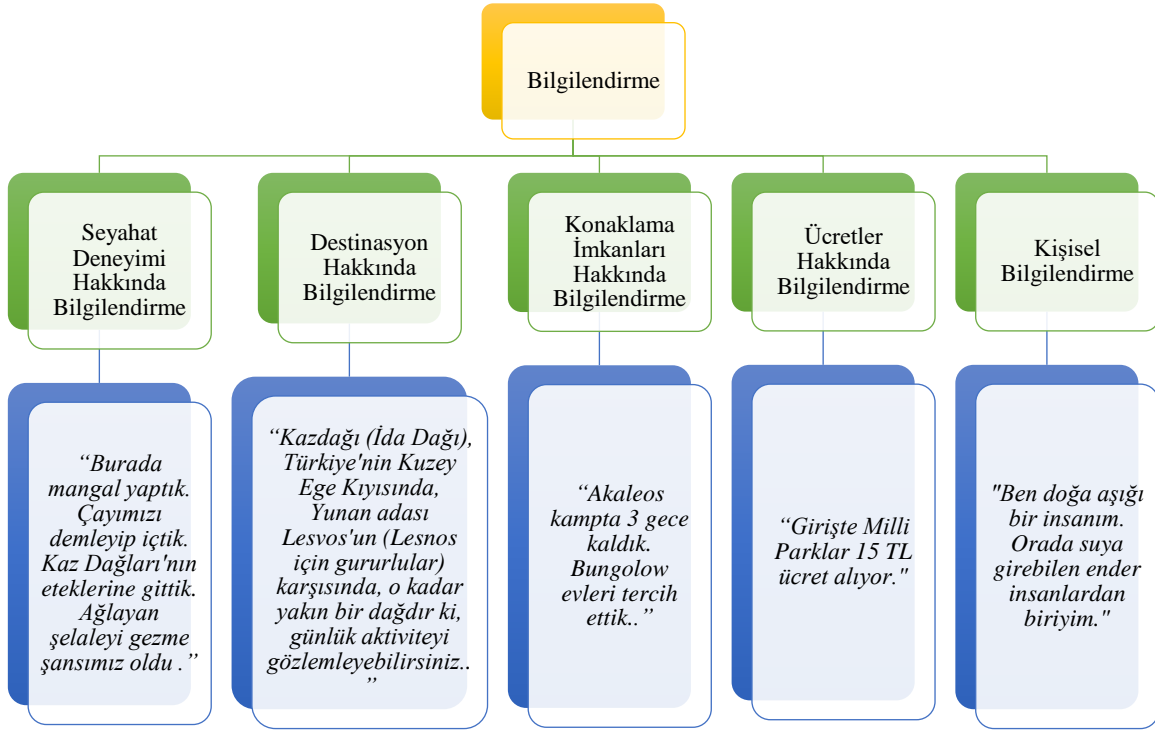 Bilgilendirme
Seyahat
Deneyimi
Hakkında
Bilgilendirme
Destinasyon
Hakkında
Bilgilendirme
Konaklama
İmkanları
Hakkında
Bilgilendirme
Ücretler
Hakkında
Bilgilendirme
Kişisel
Bilgilendirme
“Burada
mangal yaptık.
Çayımızı
demleyip içtik.
Kaz Dağları'nın
eteklerine gittik.
Ağlayan
şelaleyi gezme
şansımız oldu .”
“Kazdağı (İda Dağı),
Türkiye'nin Kuzey
Ege Kıyısında,
Yunan adası
Lesvos'un (Lesnos
için gururlular)
karşısında, o kadar
yakın bir dağdır ki,
günlük aktiviteyi
gözlemleyebilirsiniz..
”
“Akaleos
kampta 3 gece
kaldık.
Bungolow
evleri tercih
ettik..”
“Girişte Milli
Parklar 15 TL
ücret alıyor."
"Ben doğa aşığı
bir insanım.
Orada suya
girebilen ender
insanlardan
biriyim."